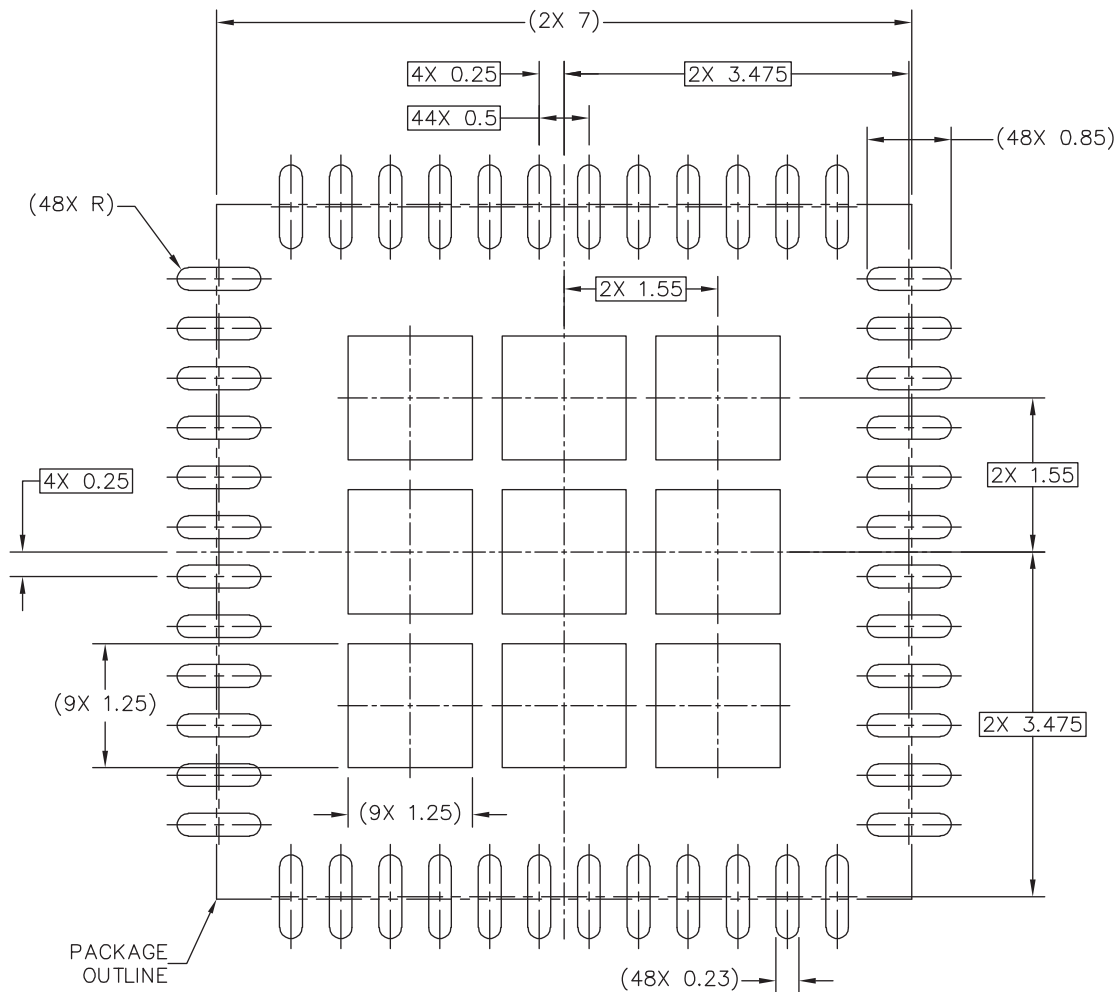 (2X 7)
4X 0.25
2X 3.475
44X 0.5
(48X 0.85)
(48X R)
2X 1.55
4X 0.25
2X 1.55
(9X 1.25)
2X 3.475
(9X 1.25)
PACKAGE
OUTLINE
(48X 0.23)